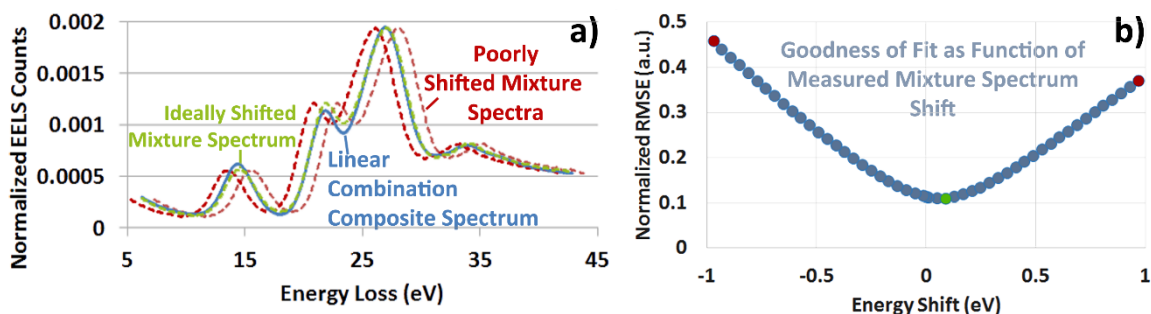 a)
Normalized EELS Counts
0.002
0.0015
0.001
0.0005
0
5
15
25
35
45
Energy Loss (eV)
Poorly
Shifted Mixture
Spectra
Ideally Shifted
Mixture Spectrum
Linear
Combination
Composite Spectrum
b)
Normalized RMSE (a.u.)
0.5
0.4
0.3
0.2
0.1
0
-1
-0.5
0
0.5
1
Energy Shift (eV)
Goodness of Fit as Function of
Measured Mixture Spectrum
Shift